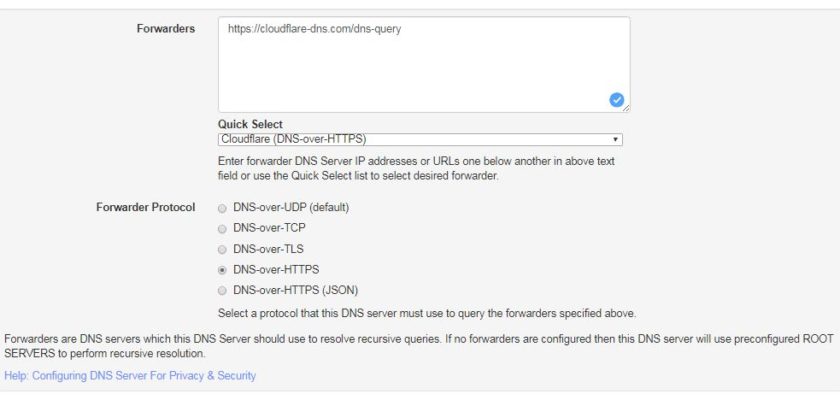 Forwarders
https://cloudflare-dns.com/dns-query
Quick Select
Cloudflare (DNS-over-HTTPS)
Enter forwarder DNS Server IP addresses or URLs one below another in above text
field or use the Quick Select list to select desired forwarder.
Forwarder Protocol
DNS-over-UDP (default)
DNS-over-TCP
DNS-over-TLS
DNS-over-HTTPS
DNS-over-HTTPS (JSON)
Select a protocol that this DNS server must use to query the forwarders specified above.
Forwarders are DNS servers which this DNS Server should use to resolve recursive queries. If no forwarders are configured then this DNS server will use preconfigured ROOT
SERVERS to perform recursive resolution.
Help: Configuring DNS Server For Privacy & Security